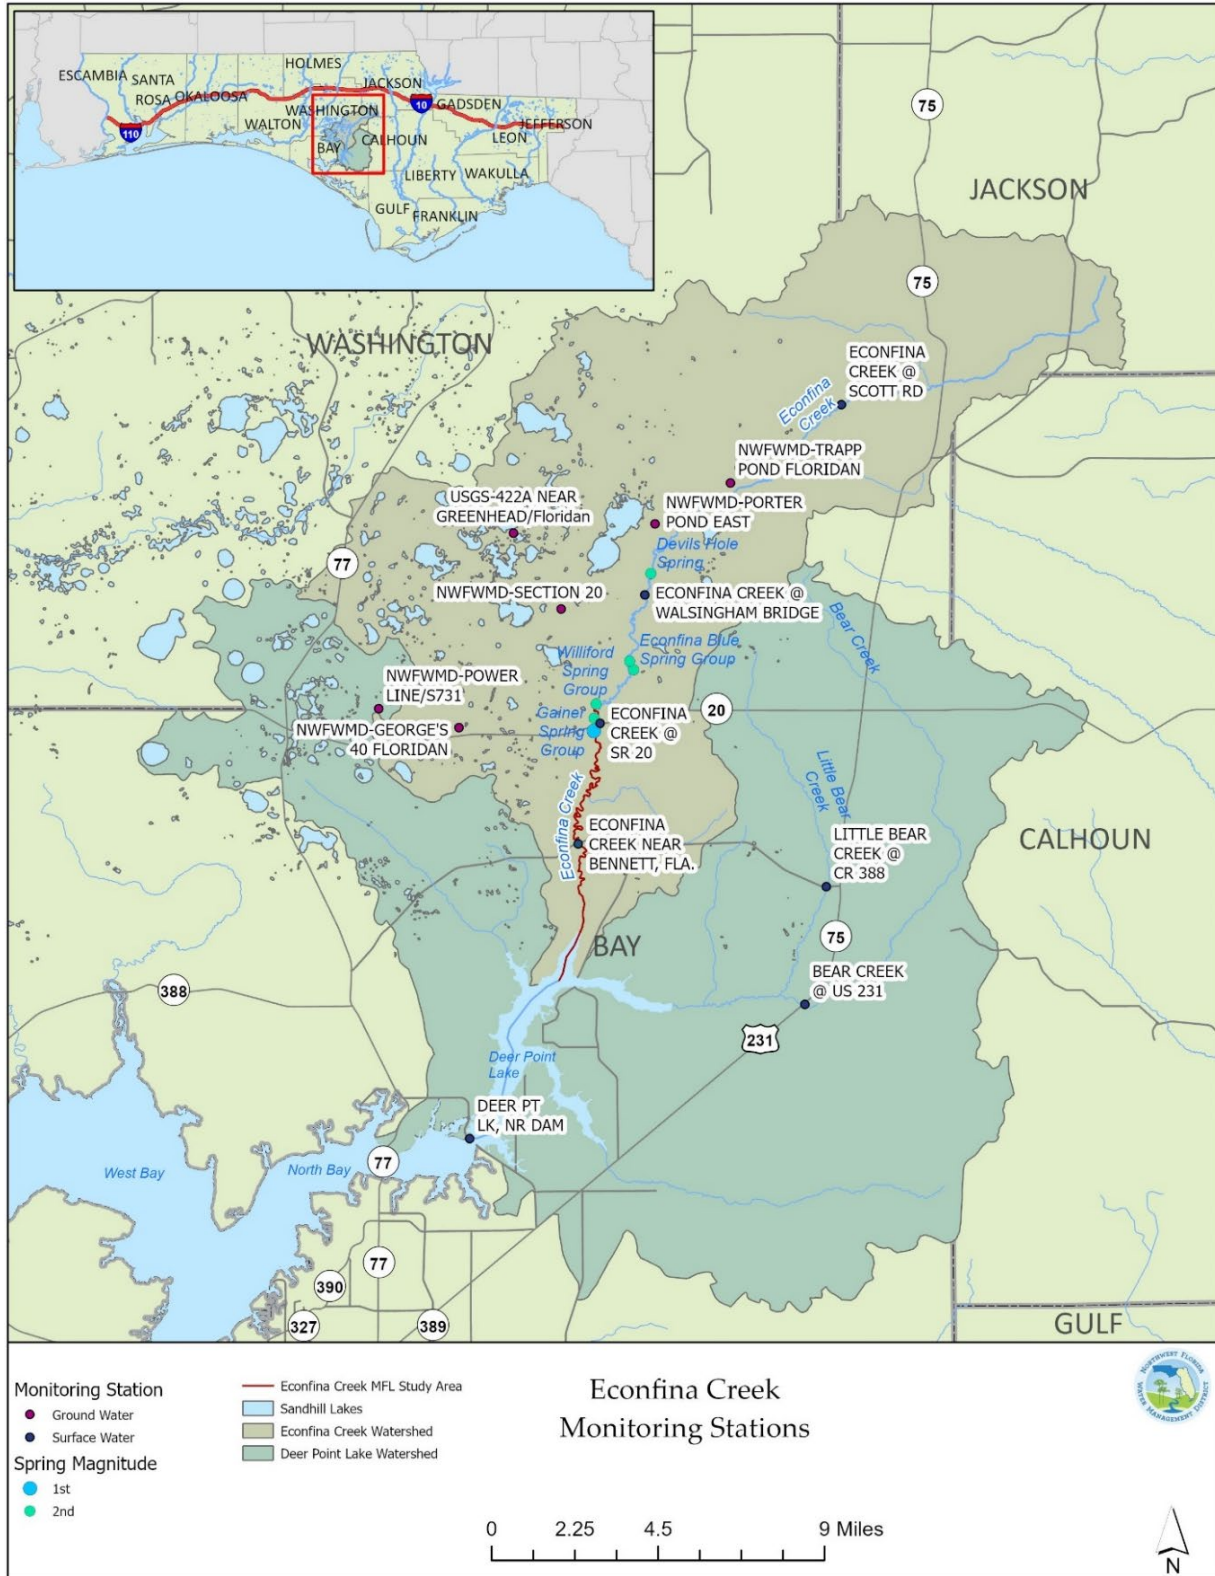 ESCAMBIA
SANTA
ROSA
OKALOOSA
HOLMES
WALTON
WASHINGTON
JACKSON
BAY
CALHOUN
GADSDEN
LEON
JEFFERSON
LIBERTY
WAKULLA
GULF
FRANKLIN
110
10
75
JACKSON
75
WASHINGTON
ECONFINA
CREEK @
SCOTT RD
Econfina
Creek
NWFWMD-TRAPP
POND FLORIDAN
USGS-422A NEAR
GREENHEAD/Floridan
NWFWMD-PORTER
POND EAST
Devils Hole
Spring
77
NWFWMD-SECTION 20
ECONFINA CREEK @
WALSINGHAM BRIDGE
Bear Creek
Williford
Spring
Group
Econfina Blue
Spring Group
NWFWMD-POWER
LINE/S731
NWFWMD-GEORGE'S
40 FLORIDAN
Gainer
Spring
Group
ECONFINA
CREEK @
SR 20
20
Little Bear
Creek
Econfina Creek
ECONFINA
CREEK NEAR
BENNETT, FLA.
LITTLE BEAR
CREEK @
CR 388
CALHOUN
BAY
75
388
BEAR CREEK
@ US 231
231
Deer Point
Lake
DEER PT
LK, NR DAM
West Bay
North Bay
77
77
390
327
389
GULF
Monitoring Station
Ground Water
Surface Water
Spring Magnitude
1st
2nd
Econfina Creek MFL Study Area
Sandhill Lakes
Econfina Creek Watershed
Deer Point Lake Watershed
Econfina Creek
Monitoring Stations
NORTHWEST FLORIDA
WATER MANAGEMENT DISTRICT
0 2.25 4.5 9 Miles
N